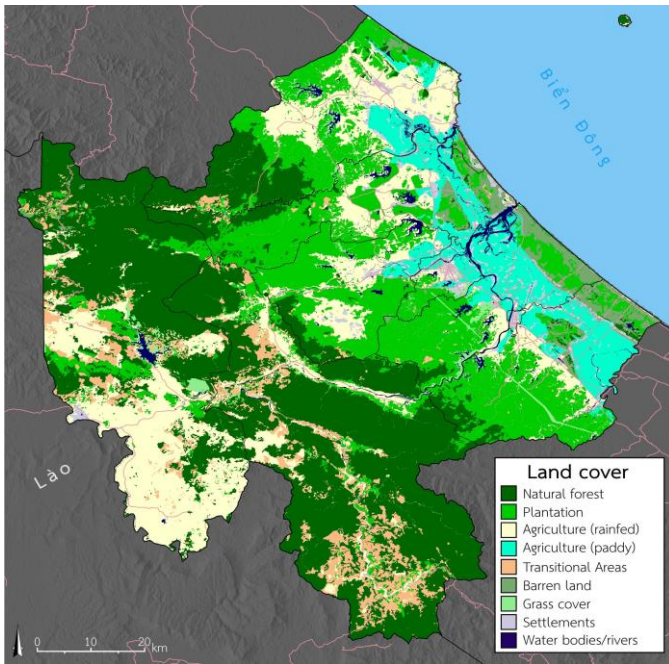 Biển Đông
Lào
Land cover
Natural forest
Plantation
Agriculture (rainfed)
Agriculture (paddy)
Transitional Areas
Barren land
Grass cover
Settlements
Water bodies/rivers
0 10 20
km